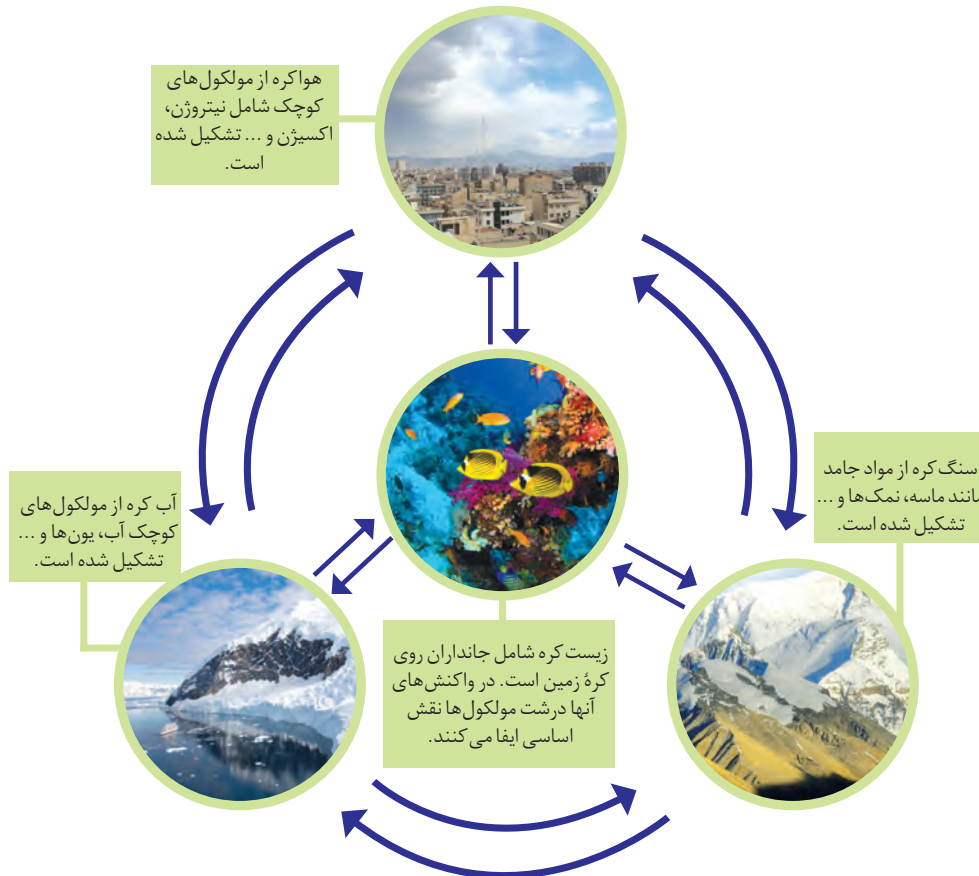 هواکره از مولکول‌های
کوچک شامل نیتروژن،
اکسیژن و ... تشکیل شده
است.
سنگ کره از مواد جامد
مانند ماسه، نمک‌ها و ...
تشکیل شده است.
آب کره از مولکول‌های
کوچک آب، یون‌ها و ...
تشکیل شده است.
زیست کره شامل جانداران روی
کرهٔ زمین است. در واکنش‌های
آنها درشت مولکول‌ها نقش
اساسی ایفا می‌کنند.